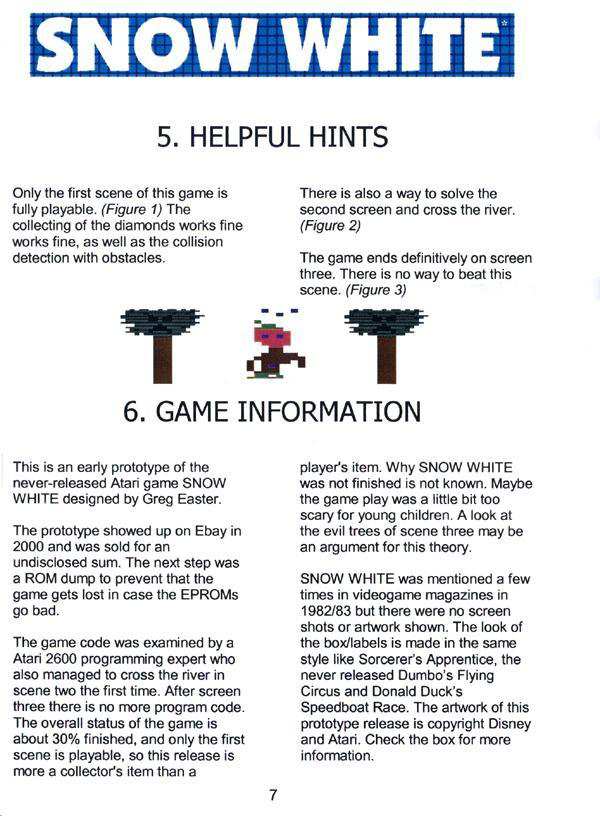 SNOW WHITE*
5. HELPFUL HINTS
Only the first scene of this game is
fully playable. (Figure 1) The
collecting of the diamonds works fine
works fine, as well as the collision
detection with obstacles.
There is also a way to solve the
second screen and cross the river.
(Figure 2)
The game ends definitively on screen
three. There is no way to beat this
scene. (Figure 3)
6. GAME INFORMATION
This is an early prototype of the
never-released Atari game SNOW
WHITE designed by Greg Easter.
The prototype showed up on Ebay in
2000 and was sold for an
undisclosed sum. The next step was
a ROM dump to prevent that the
game gets lost in case the EPROMs
go bad.
The game code was examined by a
Atari 2600 programming expert who
also managed to cross the river in
scene two the first time. After screen
three there is no more program code.
The overall status of the game is
about 30% finished, and only the first
scene is playable, so this release is
more a collector's item than a
player's item. Why SNOW WHITE
was not finished is not known. Maybe
the game play was a little bit too
scary for young children. A look at
the evil trees of scene three may be
an argument for this theory.
SNOW WHITE was mentioned a few
times in videogame magazines in
1982/83 but there were no screen
shots or artwork shown. The look of
the box/labels is made in the same
style like Sorcerer's Apprentice, the
never released Dumbo's Flying
Circus and Donald Duck's
Speedboat Race. The artwork of this
prototype release is copyright Disney
and Atari. Check the box for more
information.
7